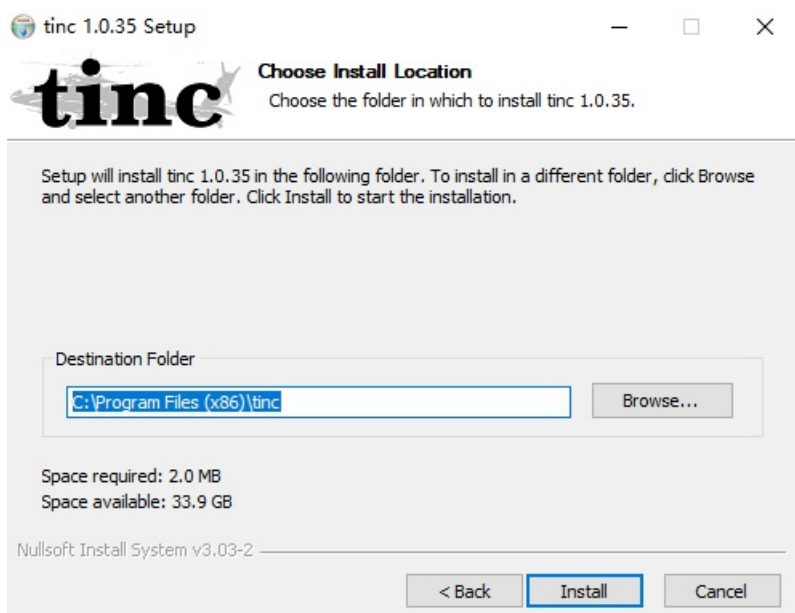 tinc 1.0.35 Setup
tinc
Choose Install Location
Choose the folder in which to install tinc 1.0.35.
Setup will install tinc 1.0.35 in the following folder. To install in a different folder, click Browse
and select another folder. Click Install to start the installation.
Destination Folder
C:\Program Files (x86)\tinc
Browse...
Space required: 2.0 MB
Space available: 33.9 GB
Nullsoft Install System v3.03-2
< Back Install Cancel